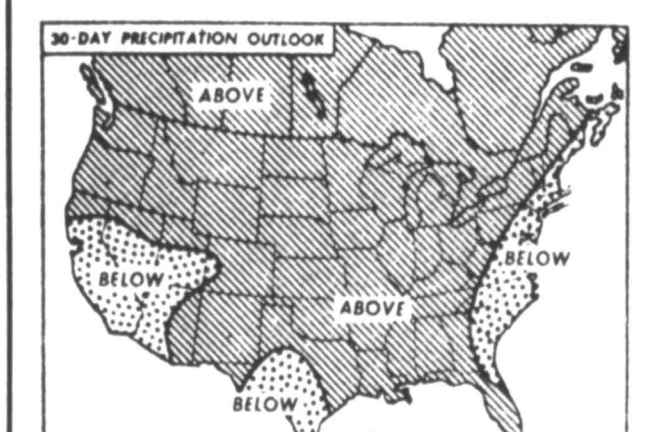 30-DAY PRECIPITATION OUTLOOK
ABOVE
BELOW
BELOW
ABOVE
BELOW